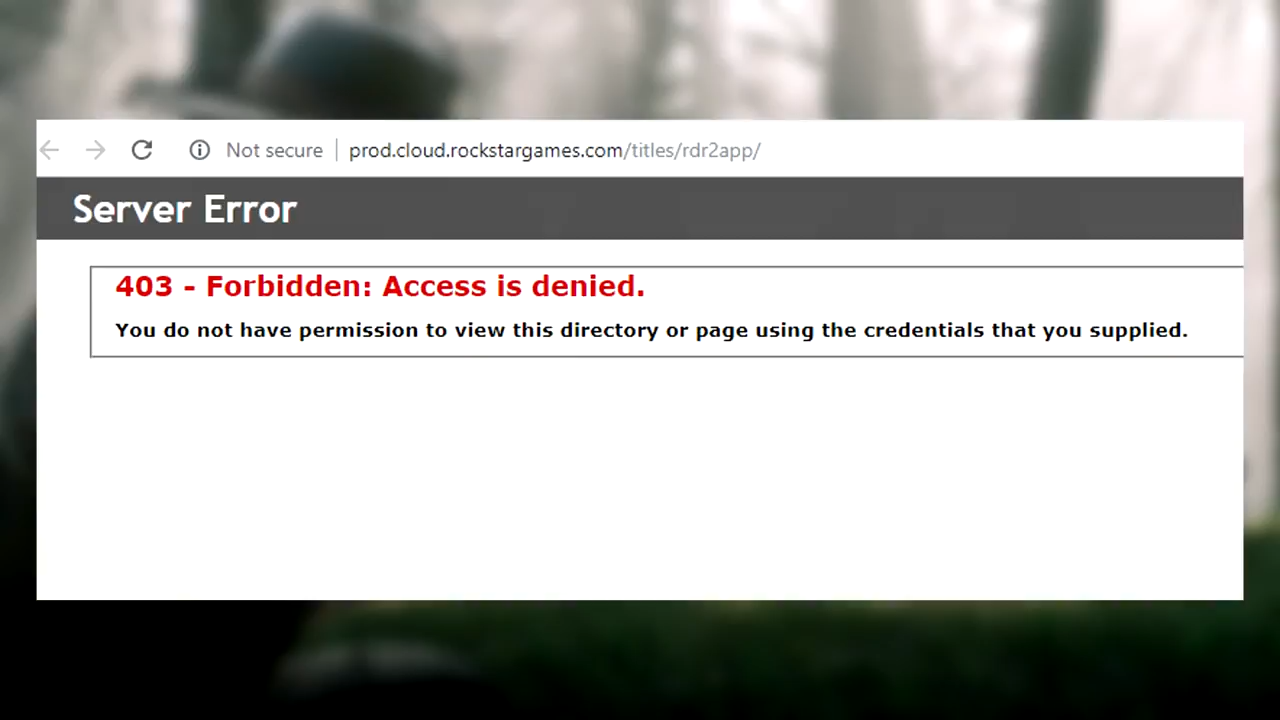 Not secure | prod.cloud.rockstargames.com/titles/rdr2app/
Server Error
403 - Forbidden: Access is denied.
You do not have permission to view this directory or page using the credentials that you supplied.